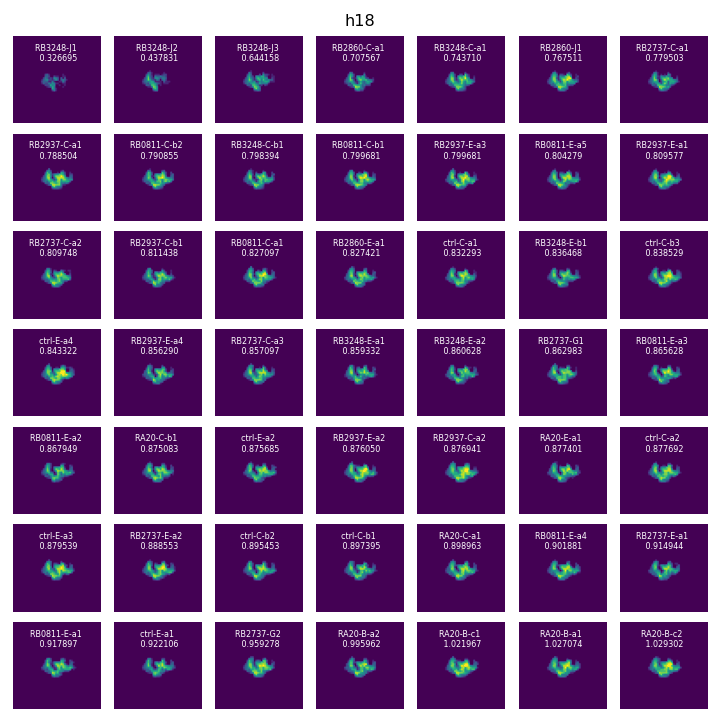 h18
RB3248-J1
0.326695
RB3248-J2
0.437831
RB3248-J3
0.644158
RB2860-C-a1
0.707567
RB3248-C-a1
0.743710
RB2860-J1
0.767511
RB2737-C-a1
0.779503
RB2937-C-a1
0.788504
RB0811-C-b2
0.790855
RB3248-C-b1
0.798394
RB0811-C-b1
0.799681
RB2937-E-a3
0.799681
RB0811-E-a5
0.804279
RB2937-E-a1
0.809577
RB2737-C-a2
0.809748
RB2937-C-b1
0.811438
RB0811-C-a1
0.827097
RB2860-E-a1
0.827421
ctrl-C-a1
0.832293
RB3248-E-b1
0.836468
ctrl-C-b3
0.838529
ctrl-E-a4
0.843322
RB2937-E-a4
0.856290
RB2737-C-a3
0.857097
RB3248-E-a1
0.859332
RB3248-E-a2
0.860628
RB2737-G1
0.862983
RB0811-E-a3
0.865628
RB0811-E-a2
0.867949
RA20-C-b1
0.875083
ctrl-E-a2
0.875685
RB2937-E-a2
0.876050
RB2937-C-a2
0.876941
RA20-E-a1
0.877401
ctrl-C-a2
0.877692
ctrl-E-a3
0.879539
RB2737-E-a2
0.888553
ctrl-C-b2
0.895453
ctrl-C-b1
0.897395
RA20-C-a1
0.898963
RB0811-E-a4
0.901881
RB2737-E-a1
0.914944
RB0811-E-a1
0.917897
ctrl-E-a1
0.922106
RB2737-G2
0.959278
RA20-B-a2
0.995962
RA20-B-c1
1.021967
RA20-B-a1
1.027074
RA20-B-c2
1.029302